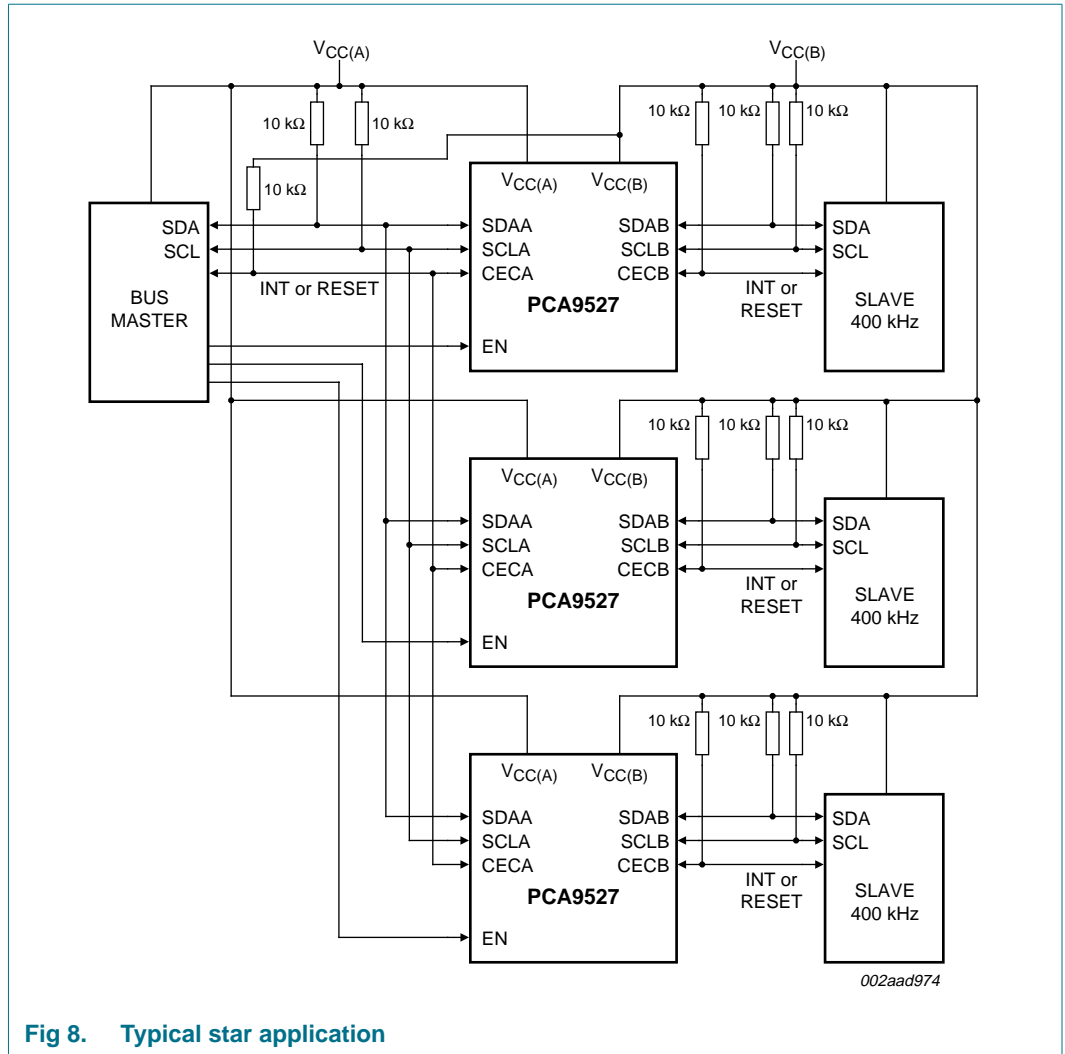 VCC(A)
VCC(B)
10 kΩ
10 kΩ
10 kΩ
10 kΩ
10 kΩ
10 kΩ
SDA
SCL
INT or RESET
BUS
MASTER
VCC(A)
VCC(B)
SDAA
SCLA
CECA
SDAB
SCLB
CECB
PCA9527
EN
INT or
RESET
SDA
SCL
SLAVE
400 kHz
10 kΩ
10 kΩ
10 kΩ
VCC(A)
VCC(B)
SDAA
SCLA
CECA
SDAB
SCLB
CECB
PCA9527
EN
INT or
RESET
SDA
SCL
SLAVE
400 kHz
10 kΩ
10 kΩ
10 kΩ
VCC(A)
VCC(B)
SDAA
SCLA
CECA
SDAB
SCLB
CECB
PCA9527
EN
INT or
RESET
SDA
SCL
SLAVE
400 kHz
002aad974
Fig 8. Typical star application